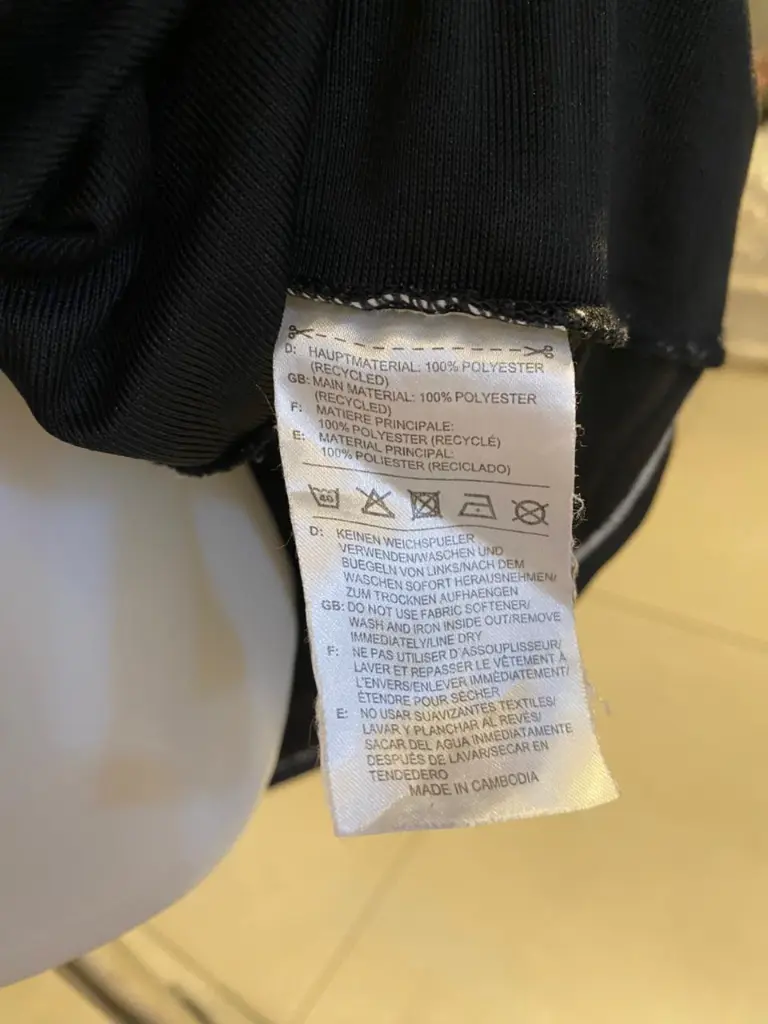 D: HAUPTMATERIAL: 100% POLYESTER
(RECYCLED)
GB: MAIN MATERIAL: 100% POLYESTER
(RECYCLED)
F: MATIERE PRINCIPALE:
100% POLYESTER (RECYCLÉ)
E: MATERIAL PRINCIPAL:
100% POLIESTER (RECICLADO)
40
D: KEINEN WEICHSPUELER
VERWENDEN/WASCHEN UND
BUEGELN VON LINKS/NACH DEM
WASCHEN SOFORT HERAUSNEHMEN/
ZUM TROCKNEN AUFHAENGEN
GB: DO NOT USE FABRIC SOFTENER/
WASH AND IRON INSIDE OUT/REMOVE
IMMEDIATELY/LINE DRY
F: NE PAS UTILISER D'ASSOUPLISSEUR/
LAVER ET REPASSER LE VÊTEMENT À
L'ENVERS/ENLEVER IMMÉDIATEMENT/
ÉTENDRE POUR SÉCHER
E: NO USAR SUAVIZANTES TEXTILES/
LAVAR Y PLANCHAR AL REVÉS/
SACAR DEL AGUA INMEDIATAMENTE
DESPUÉS DE LAVAR/SECAR EN
TENDEDERO
MADE IN CAMBODIA